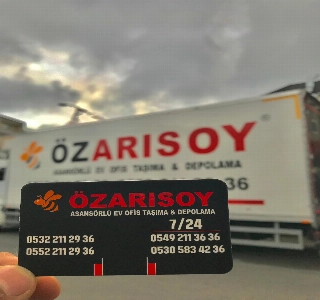 ÖZARISOY
ASANSÖRLÜ EV OFİS TAŞIMA & DEPOLAMA
36
ÖZARISOY
ASANSÖRLÜ EV OFİS TAŞIMA & DEPOLAMA
7/24
0532 211 29 36 0549 211 36 36
0552 211 29 36 0530 583 42 36